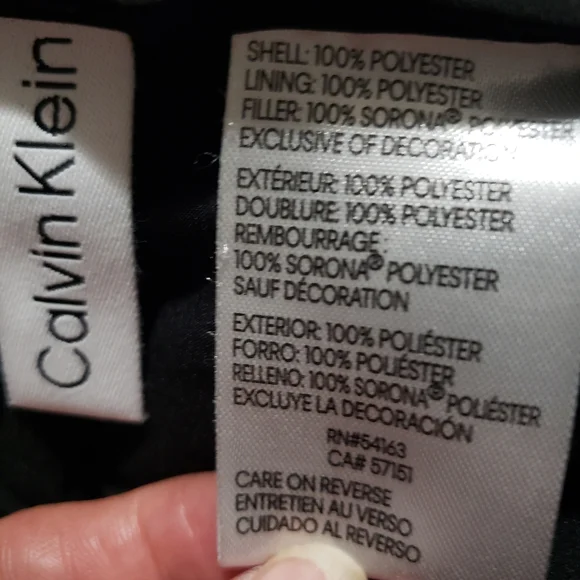 Calvin Klein
SHELL: 100% POLYESTER
LINING: 100% POLYESTER
FILLER: 100% SORONA® POLYESTER
EXCLUSIVE OF DECORATION
EXTÉRIEUR: 100% POLYESTER
DOUBLURE: 100% POLYESTER
REMBOURRAGE:
100% SORONA® POLYESTER
SAUF DÉCORATION
EXTERIOR: 100% POLIÉSTER
FORRO: 100% POLIÉSTER
RELLENO: 100% SORONA® POLIÉSTER
EXCLUYE LA DECORACIÓN
RN#54163
CA# 57151
CARE ON REVERSE
ENTRETIEN AU VERSO
CUIDADO AL REVERSO